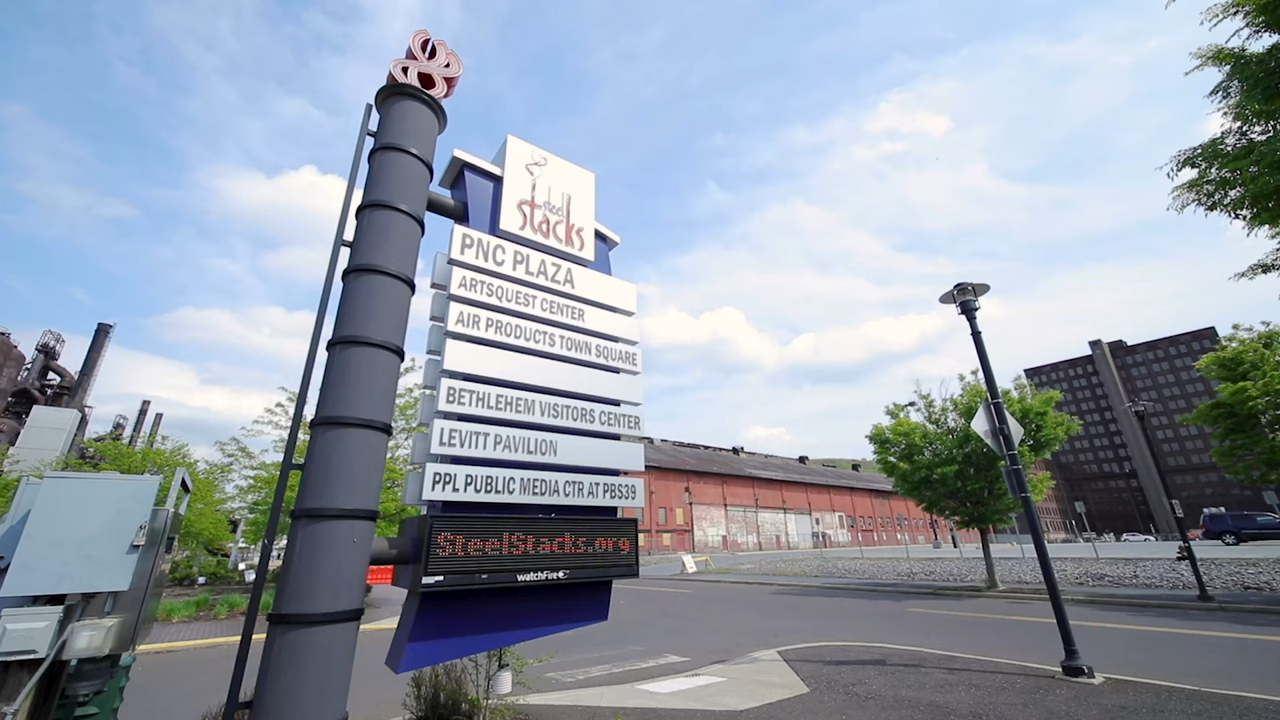 steel
stacks
PNC PLAZA
ARTSQUEST CENTER
AIR PRODUCTS TOWN SQUARE
BETHLEHEM VISITORS CENTER
LEVITT PAVILION
PPL PUBLIC MEDIA CTR AT PBS39
SteelStacks.org
watchFire